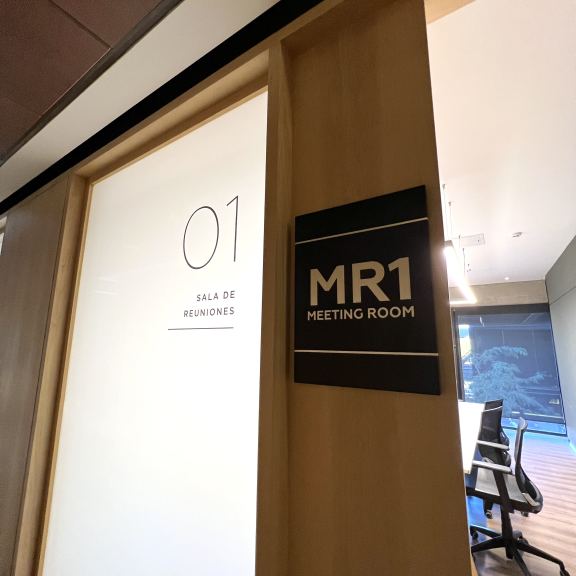 01
SALA DE
REUNIONES
MR1
MEETING ROOM